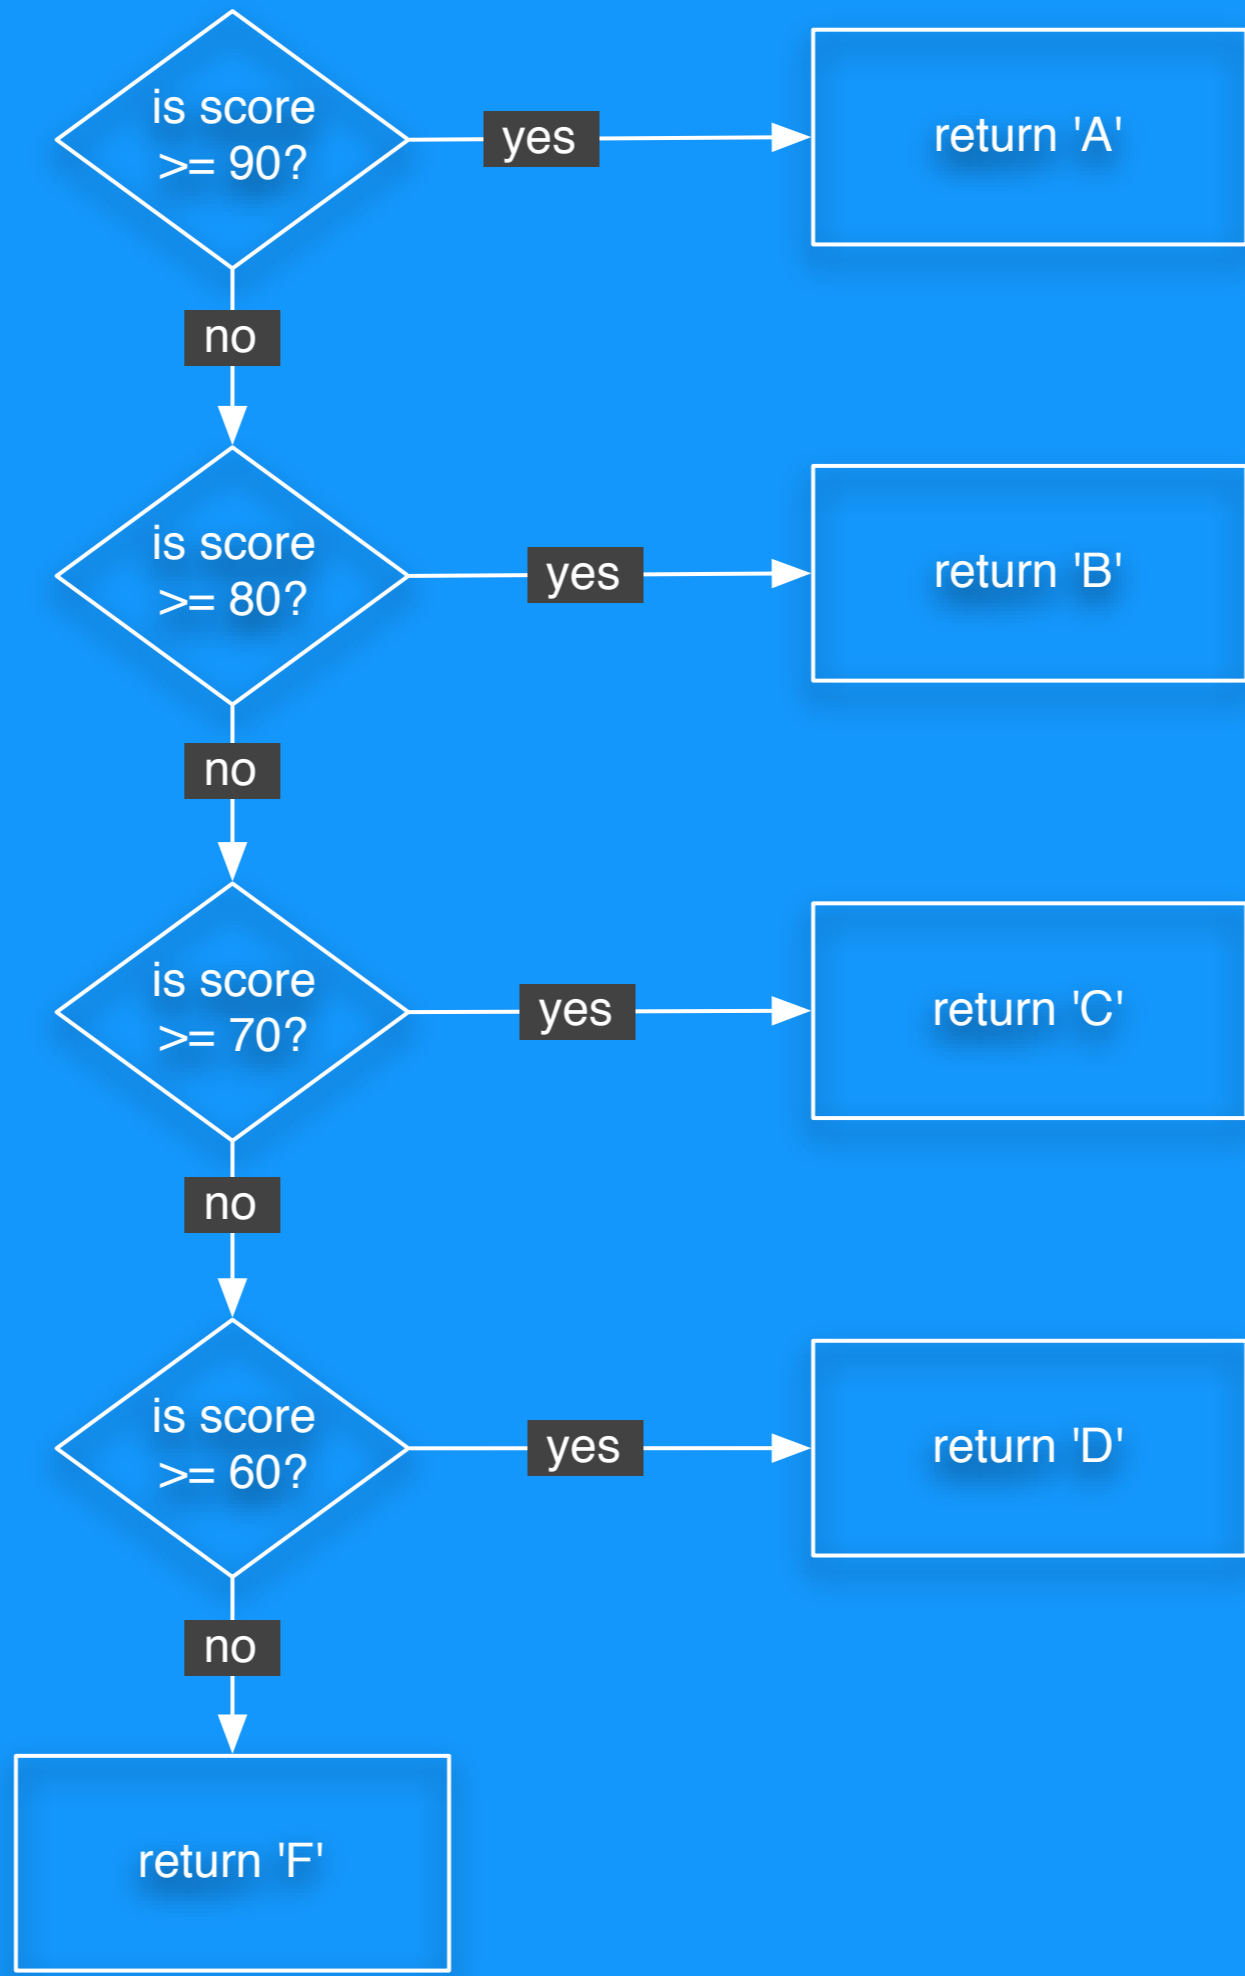 is score
>= 90?
yes
return 'A'
no
is score
>= 80?
yes
return 'B'
no
is score
>= 70?
yes
return 'C'
no
is score
>= 60?
yes
return 'D'
no
return 'F'